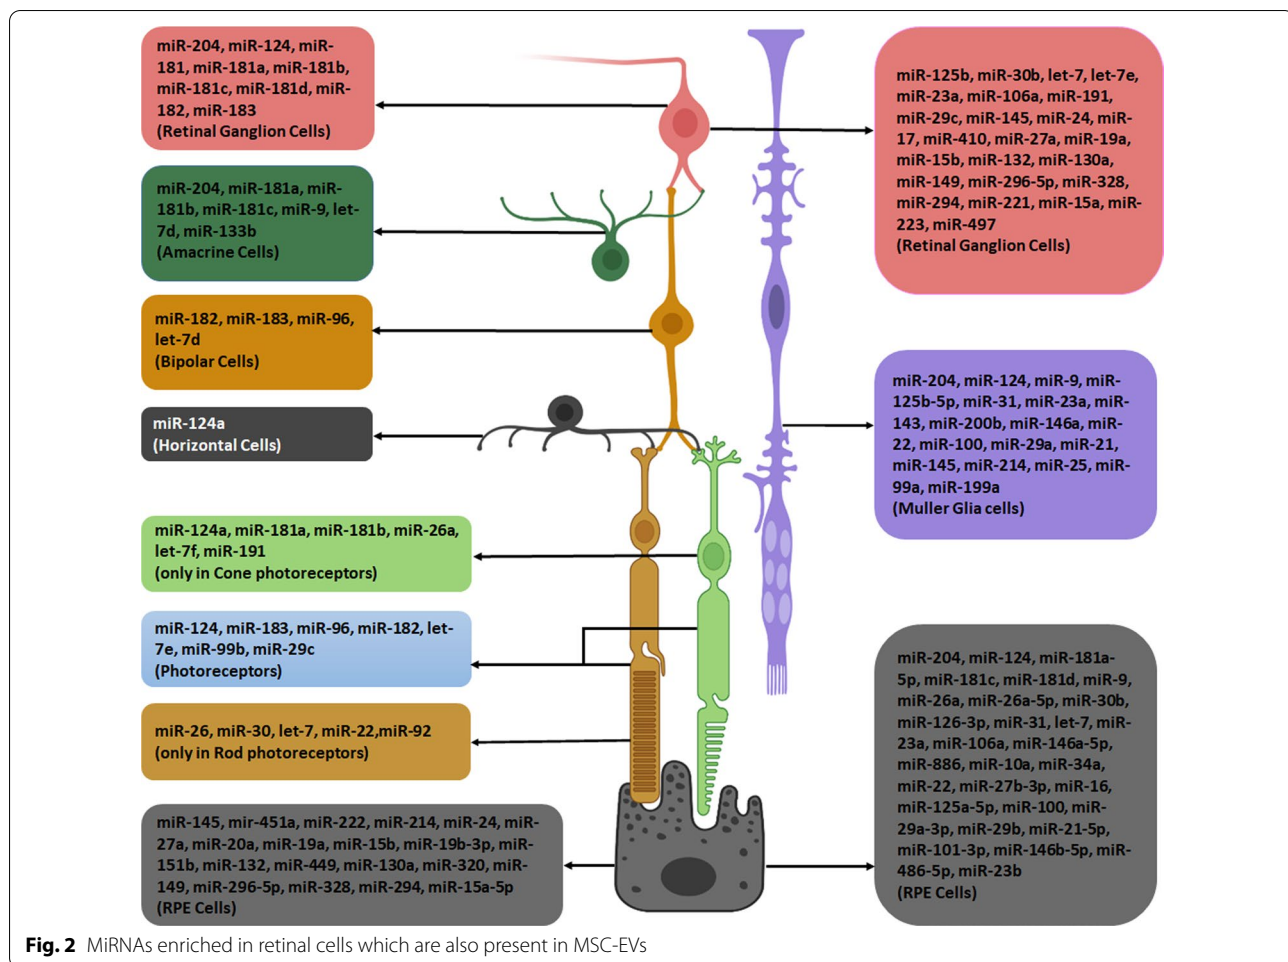 miR-204, miR-124, miR-
181, miR-181a, miR-181b,
miR-181c, miR-181d, miR-
182, miR-183
(Retinal Ganglion Cells)
miR-204, miR-181a, miR-
181b, miR-181c, miR-9, let-
7d, miR-133b
(Amacrine Cells)
miR-182, miR-183, miR-96,
let-7d
(Bipolar Cells)
miR-124a
(Horizontal Cells)
miR-124a, miR-181a, miR-181b, miR-26a,
let-7f, miR-191
(only in Cone photoreceptors)
miR-124, miR-183, miR-96, miR-182, let-
7e, miR-99b, miR-29c
(Photoreceptors)
miR-26, miR-30, let-7, miR-22,miR-92
(only in Rod photoreceptors)
miR-145, mir-451a, miR-222, miR-214, miR-24, miR-
27a, miR-20a, miR-19a, miR-15b, miR-19b-3p, miR-
151b, miR-132, miR-449, miR-130a, miR-320, miR-
149, miR-296-5p, miR-328, miR-294, miR-15a-5p
(RPE Cells)
miR-125b, miR-30b, let-7, let-7e,
miR-23a, miR-106a, miR-191,
miR-29c, miR-145, miR-24, miR-
17, miR-410, miR-27a, miR-19a,
miR-15b, miR-132, miR-130a,
miR-149, miR-296-5p, miR-328,
miR-294, miR-221, miR-15a, miR-
223, miR-497
(Retinal Ganglion Cells)
miR-204, miR-124, miR-9, miR-
125b-5p, miR-31, miR-23a, miR-
143, miR-200b, miR-146a, miR-
22, miR-100, miR-29a, miR-21,
miR-145, miR-214, miR-25, miR-
99a, miR-199a
(Muller Glia cells)
miR-204, miR-124, miR-181a-
5p, miR-181c, miR-181d, miR-9,
miR-26a, miR-26a-5p, miR-30b,
miR-126-3p, miR-31, let-7, miR-
23a, miR-106a, miR-146a-5p,
miR-886, miR-10a, miR-34a,
miR-22, miR-27b-3p, miR-16,
miR-125a-5p, miR-100, miR-
29a-3p, miR-29b, miR-21-5p,
miR-101-3p, miR-146b-5p, miR-
486-5p, miR-23b
(RPE Cells)
Fig. 2 MiRNAs enriched in retinal cells which are also present in MSC-EVs